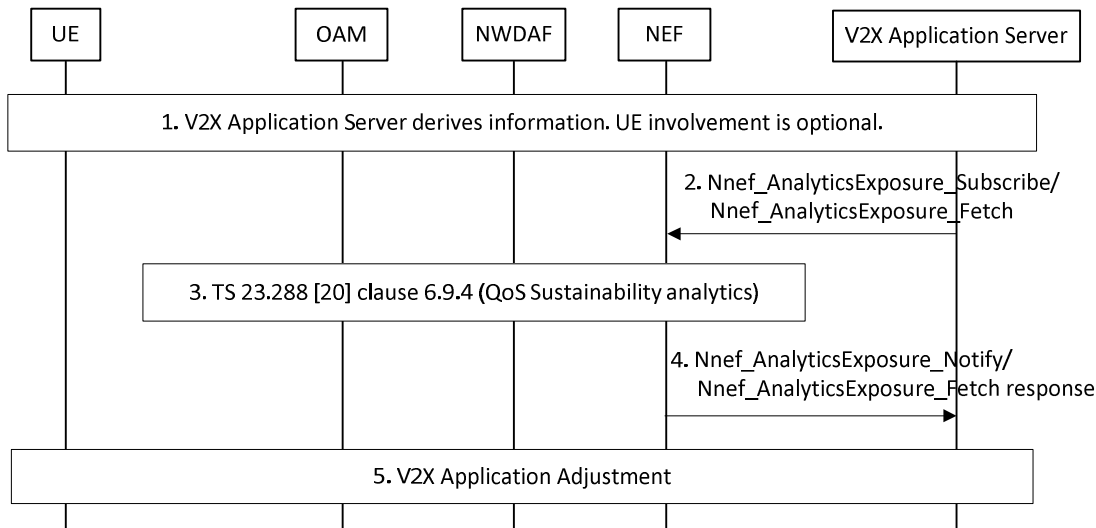 UE
OAM
NWDAF
NEF
V2X Application Server
1. V2X Application Server derives information. UE involvement is optional.
2. Nnef_AnalyticsExposure_Subscribe/
Nnef_AnalyticsExposure_Fetch
3. TS 23.288 [20] clause 6.9.4 (QoS Sustainability analytics)
4. Nnef_AnalyticsExposure_Notify/
Nnef_AnalyticsExposure_Fetch response
5. V2X Application Adjustment